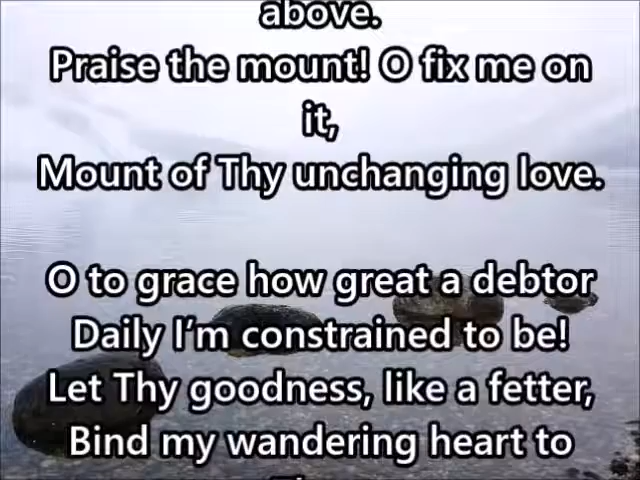 above.
Praise the mount! O fix me on
it,
Mount of Thy unchanging love.
O to grace how great a debtor
Daily I'm constrained to be!
Let Thy goodness, like a fetter,
Bind my wandering heart to